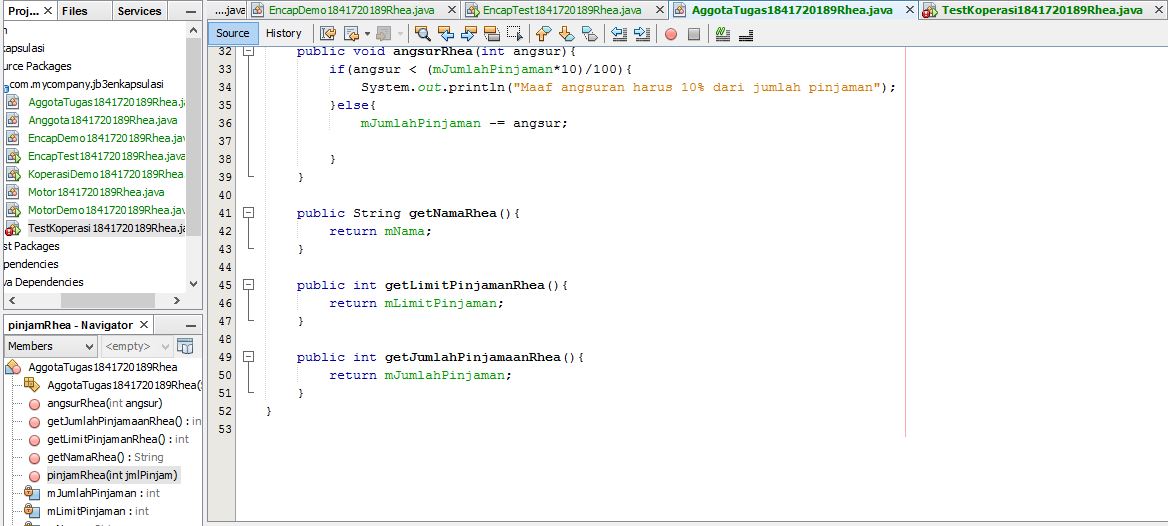 Proj...
Files
Services
....java
EncapDemo1841720189Rhea.java
EncapTest1841720189Rhea.java
AggotaTugas1841720189Rhea.java
TestKoperasi1841720189Rhea.java
Source
History
kapsulasi
urce Packages
com.mycompany.jb3enkapsulasi
AggotaTugas1841720189Rhea.ja
Anggota1841720189Rhea.java
EncapDemo1841720189Rhea.jav
EncapTest1841720189Rhea.java
KoperasiDemo1841720189Rhea.
Motor1841720189Rhea.java
MotorDemo1841720189Rhea.jav
TestKoperasi1841720189Rhea.ja
st Packages
pendencies
va Dependencies
pinjamRhea - Navigator
Members
<empty>
AggotaTugas1841720189Rhea
AggotaTugas1841720189Rhea(
angsurRhea(int angsur)
getJumlahPinjamaanRhea() : in
getLimitPinjamanRhea() : int
getNamaRhea() : String
pinjamRhea(int jmlPinjam)
mJumlahPinjaman : int
mLimitPinjaman : int
32 public void angsurRhea(int angsur){
33 if(angsur < (mJumlahPinjaman*10)/100){
34 System.out.println("Maaf angsuran harus 10% dari jumlah pinjaman");
35 }else{
36 mJumlahPinjaman -= angsur;
37
38 }
39 }
40
41 public String getNamaRhea(){
42 return mNama;
43 }
44
45 public int getLimitPinjamanRhea(){
46 return mLimitPinjaman;
47 }
48
49 public int getJumlahPinjamaanRhea(){
50 return mJumlahPinjaman;
51 }
52 }
53